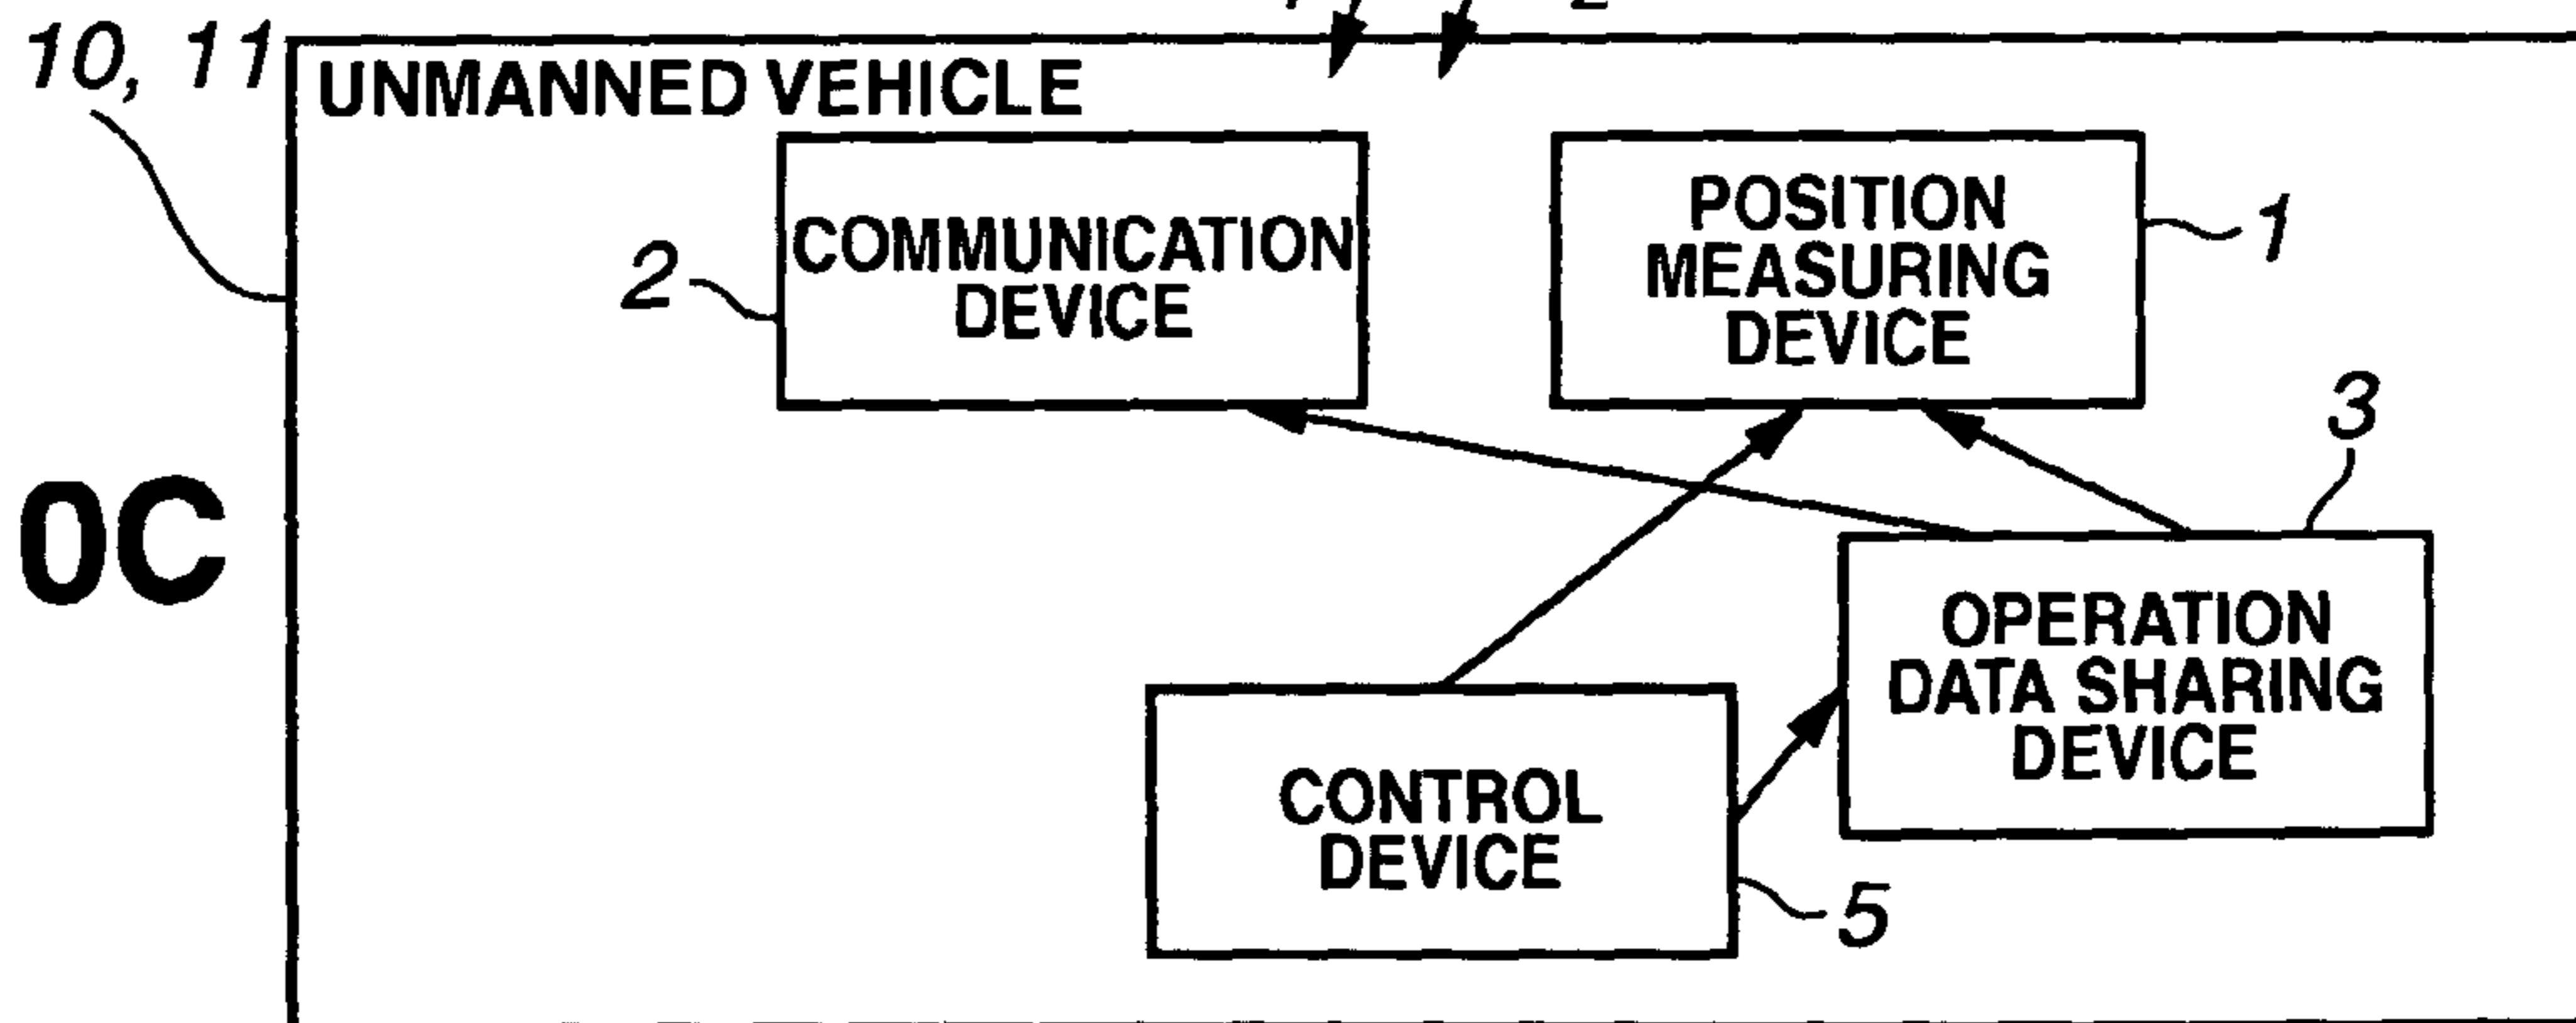 10, 11
UNMANNED VEHICLE
COMMUNICATION
DEVICE
2
POSITION
MEASURING
DEVICE
1
3
0C
OPERATION
DATA SHARING
DEVICE
CONTROL
DEVICE
5